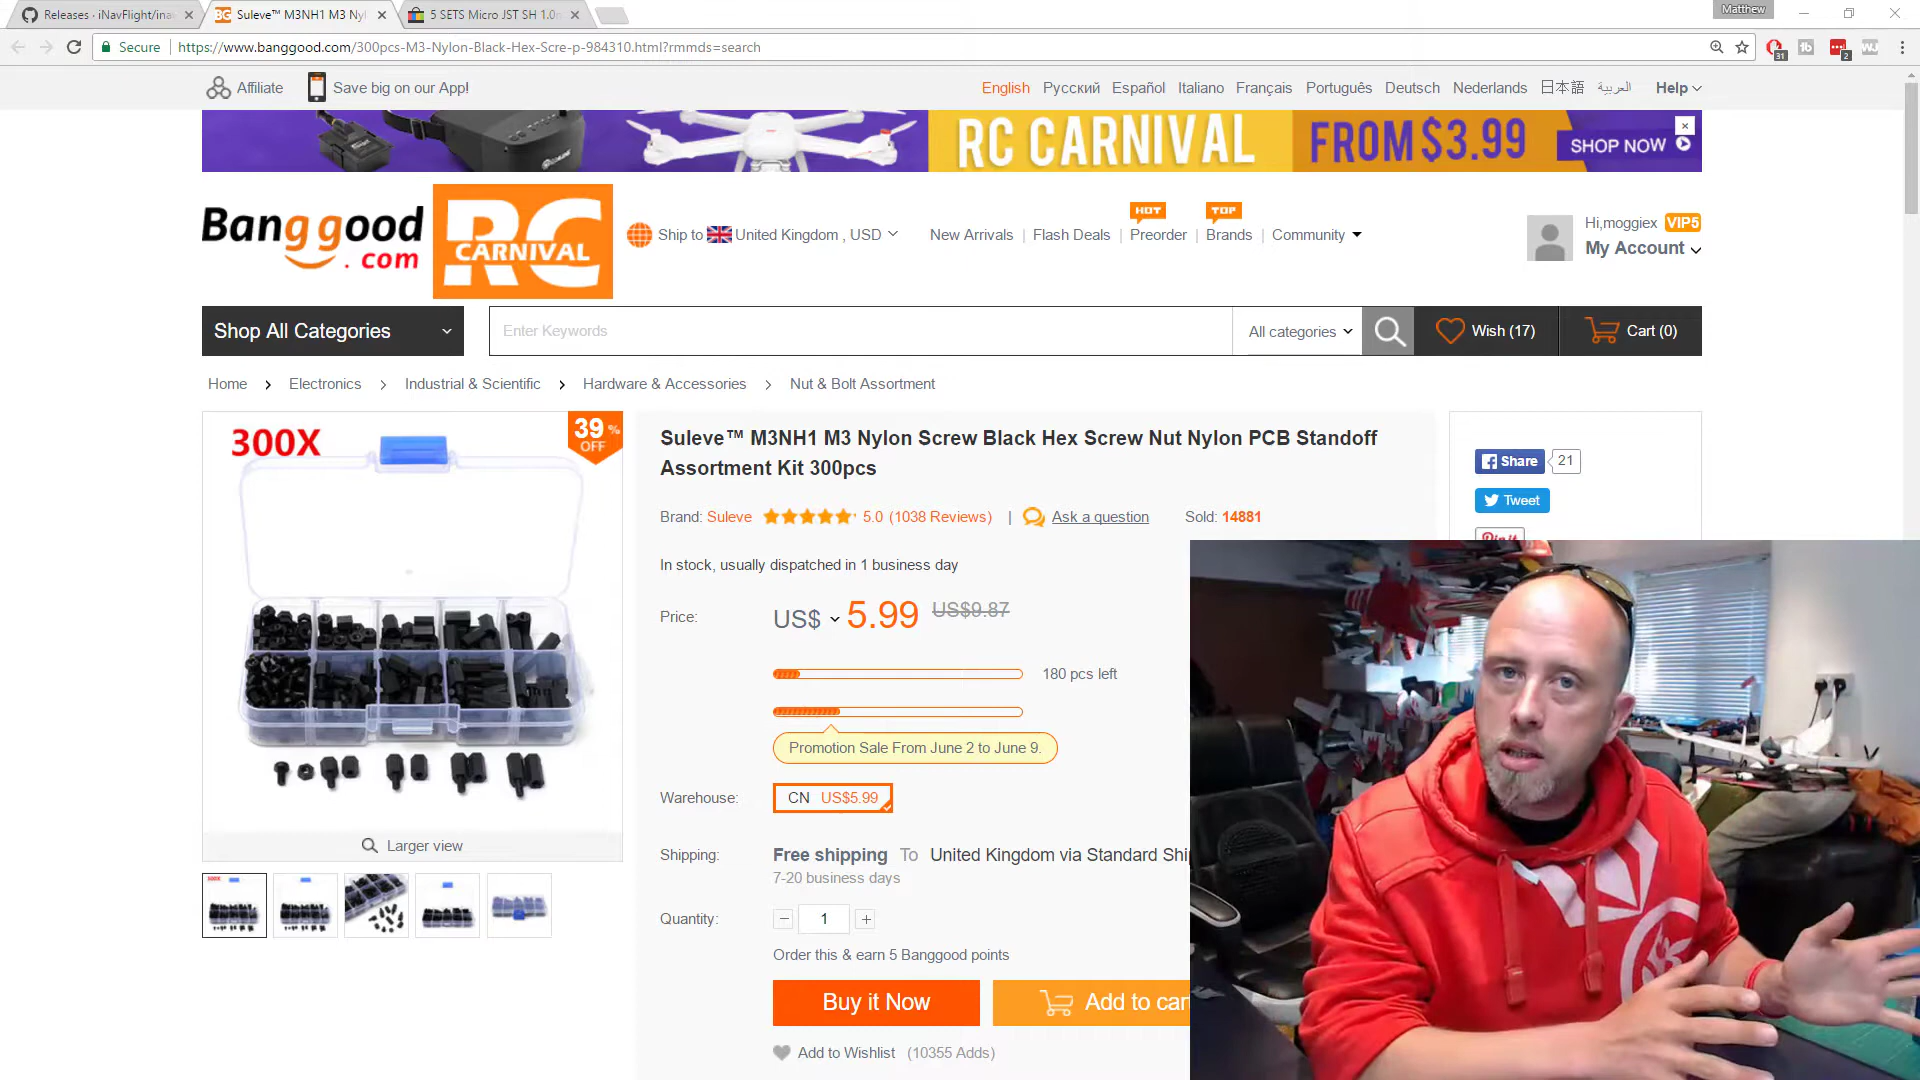 Releases · iNavFlight/ina
Suleve™ M3NH1 M3 Nyl
5 SETS Micro JST SH 1.0
Matthew
Secure
https://www.banggood.com/300pcs-M3-Nylon-Black-Hex-Scre-p-984310.html?rmmds=search
31
2
Affiliate
Save big on our App!
English
Русский
Español
Italiano
Français
Português
Deutsch
Nederlands
日本語
العربية
Help
RC CARNIVAL
FROM $3.99
SHOP NOW
Banggood
.com
RC
CARNIVAL
Ship to
United Kingdom , USD
HOT
TOP
New Arrivals
Flash Deals
Preorder
Brands
Community
Hi,moggiex
VIP5
My Account
Shop All Categories
Enter Keywords
All categories
Wish (17)
Cart (0)
Home > Electronics > Industrial & Scientific > Hardware & Accessories > Nut & Bolt Assortment
300X
39 %
OFF
Larger view
Suleve™ M3NH1 M3 Nylon Screw Black Hex Screw Nut Nylon PCB Standoff
Assortment Kit 300pcs
Brand: Suleve
5.0 (1038 Reviews)
Ask a question
Sold: 14881
In stock, usually dispatched in 1 business day
Price:
US$ 5.99
US$9.87
180 pcs left
Promotion Sale From June 2 to June 9.
Warehouse:
CN US$5.99
Shipping:
Free shipping To United Kingdom via Standard Shi
7-20 business days
Quantity:
1
Order this & earn 5 Banggood points
Buy it Now
Add to car
Add to Wishlist (10355 Adds)
Share
21
Tweet
Pin it